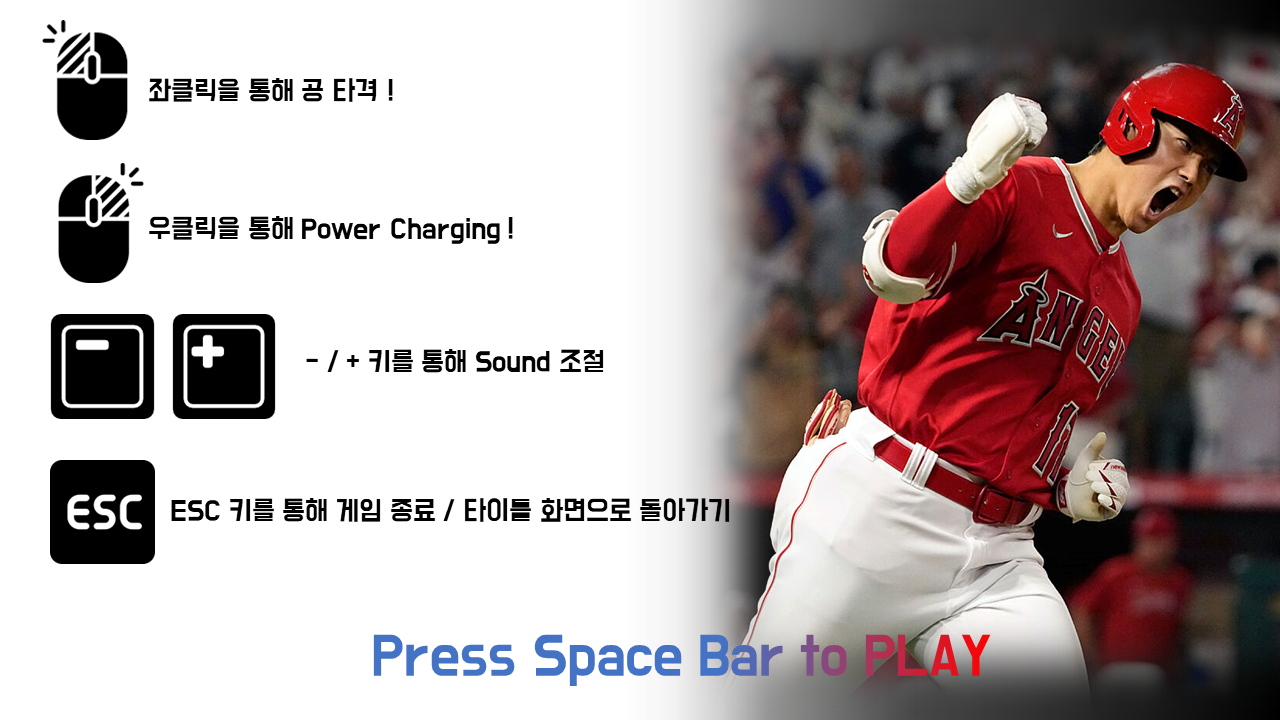 좌클릭을 통해 공 타격 !
우클릭을 통해 Power Charging !
- / + 키를 통해 Sound 조절
ESC
ESC 키를 통해 게임 종료 / 타이틀 화면으로 돌아가기
A
ANGE
Press Space Bar to PLAY